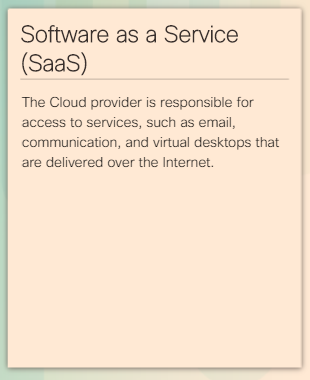 Software as a Service
(SaaS)
The Cloud provider is responsible for
access to services, such as email,
communication, and virtual desktops that
are delivered over the Internet.